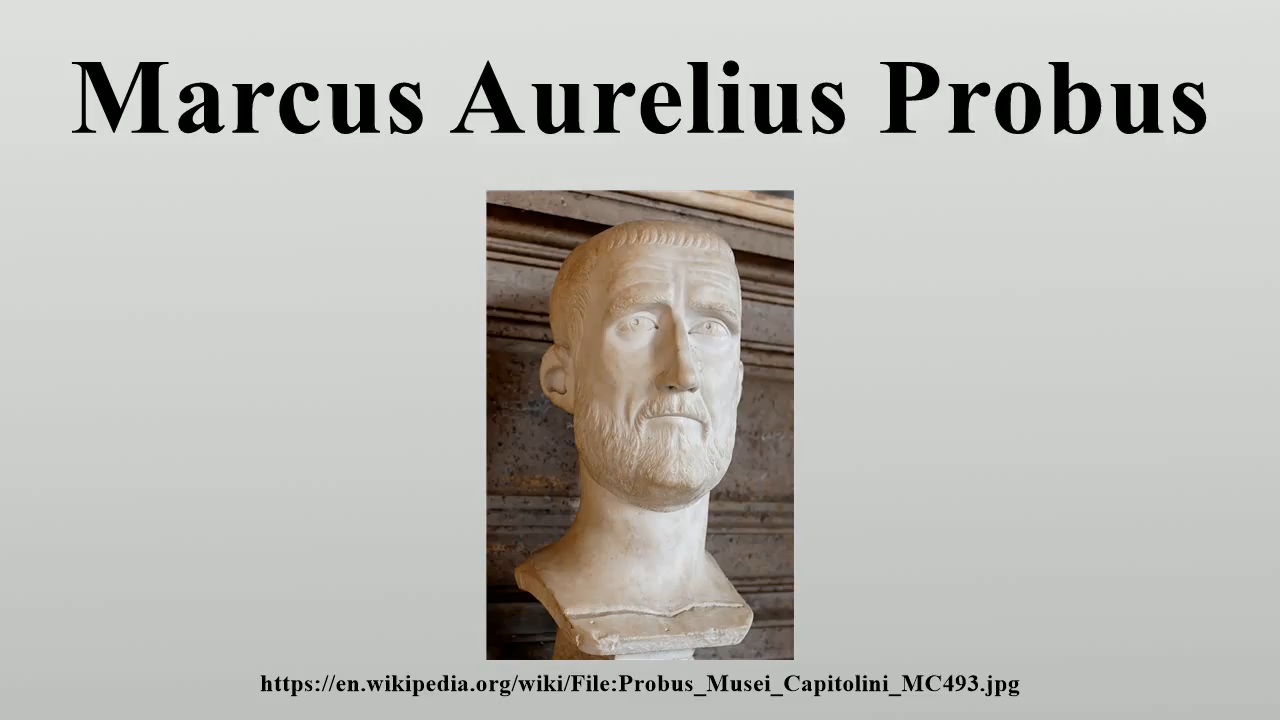 Marcus Aurelius Probus
https://en.wikipedia.org/wiki/File:Probus_Musei_Capitolini_MC493.jpg